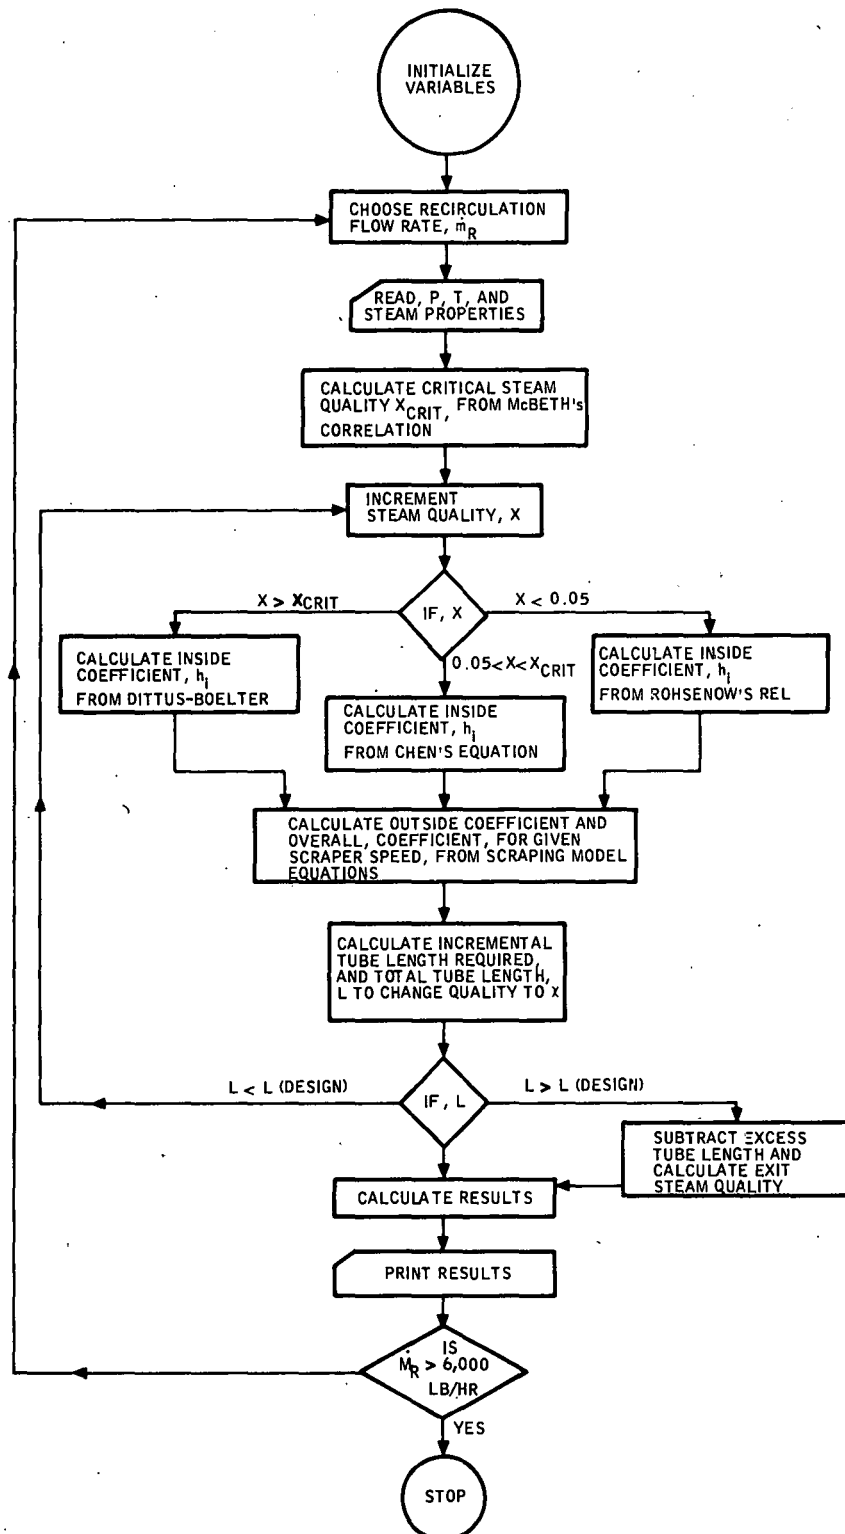 INITIALIZE
VARIABLES
CHOOSE RECIRCULATION
FLOW RATE, ṁR
READ, P, T, AND
STEAM PROPERTIES
CALCULATE CRITICAL STEAM
QUALITY XCRIT, FROM McBETH's
CORRELATION
INCREMENT
STEAM QUALITY, X
IF, X
X > XCRIT
X < 0.05
0.05<X<XCRIT
CALCULATE INSIDE
COEFFICIENT, hi
FROM DITTUS-BOELTER
CALCULATE INSIDE
COEFFICIENT, hi
FROM CHEN'S EQUATION
CALCULATE INSIDE
COEFFICIENT, hi
FROM ROHSENOW'S REL
CALCULATE OUTSIDE COEFFICIENT AND
OVERALL, COEFFICIENT, FOR GIVEN
SCRAPER SPEED, FROM SCRAPING MODEL
EQUATIONS
CALCULATE INCREMENTAL
TUBE LENGTH REQUIRED,
AND TOTAL TUBE LENGTH,
L TO CHANGE QUALITY TO X
L < L (DESIGN)
IF, L
L > L (DESIGN)
SUBTRACT EXCESS
TUBE LENGTH AND
CALCULATE EXIT
STEAM QUALITY
CALCULATE RESULTS
PRINT RESULTS
IS
ṀR > 6,000
LB/HR
YES
STOP